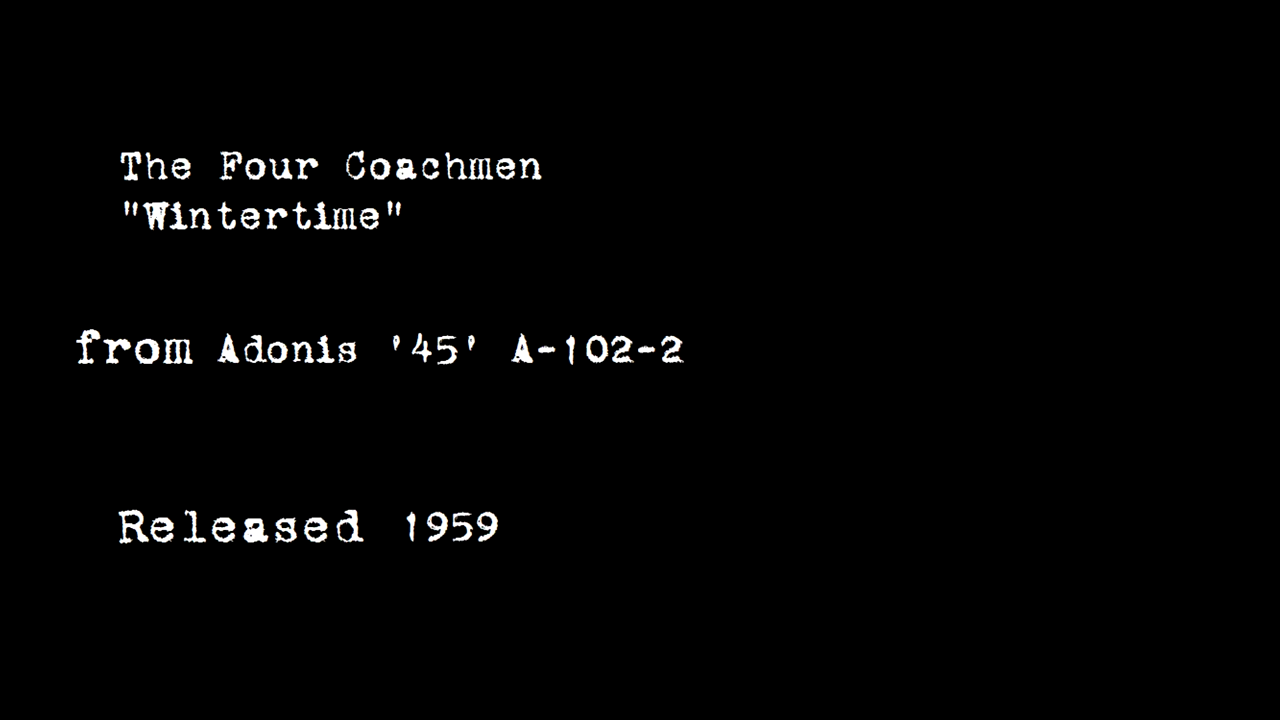 The Four Coachmen
"Wintertime"
from Adonis '45' A-102-2
Released 1959